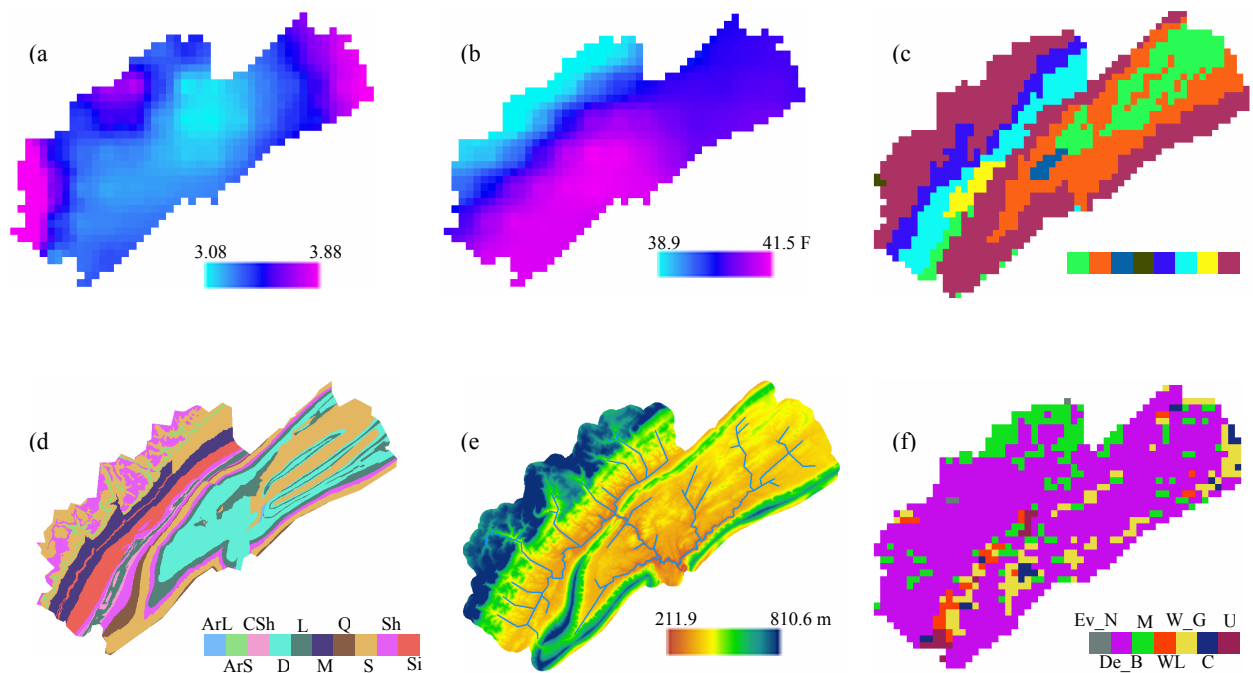 (a
3.08 3.88
(b)
38.9 41.5 F
(c)
(d)
ArL CSh L Q Sh
ArS D M S Si
(e)
211.9 810.6 m
(f)
Ev_N M W_G U
De_B WL C